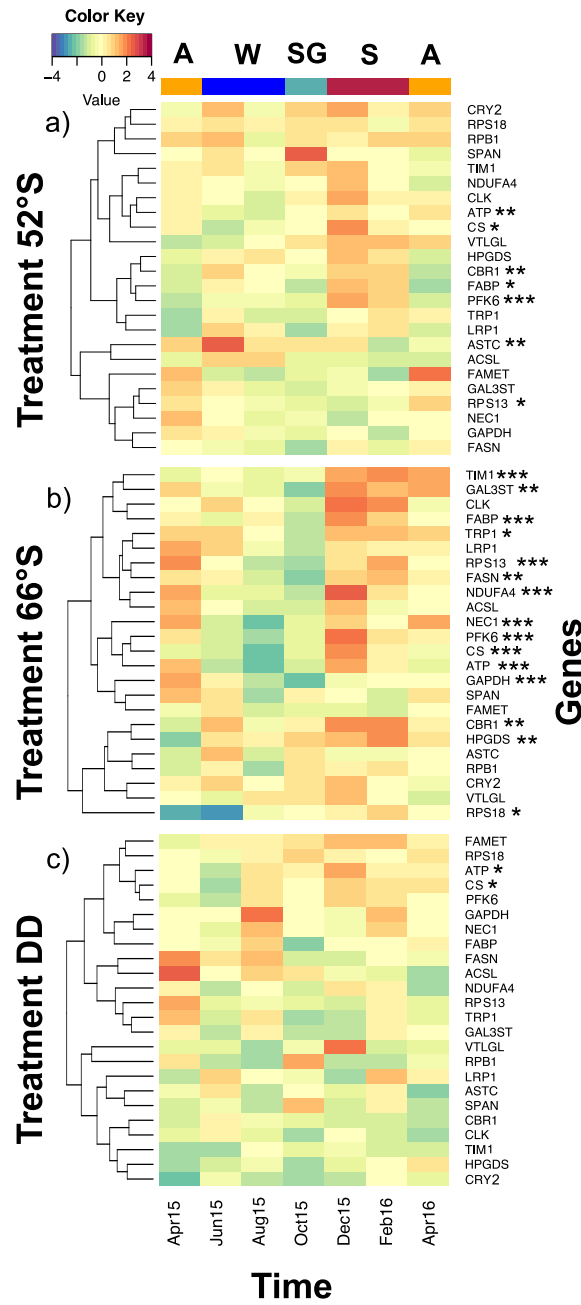 Color Key
−4 0 2 4
Value
A W SG S A
a)
Treatment 52°S
CRY2
RPS18
RPB1
SPAN
TIM1
NDUFA4
CLK
ATP **
CS *
VTLGL
HPGDS
CBR1 **
FABP *
PFK6 ***
TRP1
LRP1
ASTC **
ACSL
FAMET
GAL3ST
RPS13 *
NEC1
GAPDH
FASN
b)
Treatment 66°S
TIM1 ***
GAL3ST **
CLK
FABP ***
TRP1 *
LRP1
RPS13 ***
FASN **
NDUFA4 ***
ACSL
NEC1 ***
PFK6 ***
CS ***
ATP ***
GAPDH ***
SPAN
FAMET
CBR1 **
HPGDS **
ASTC
RPB1
CRY2
VTLGL
RPS18 *
Genes
c)
Treatment DD
FAMET
RPS18
ATP *
CS *
PFK6
GAPDH
NEC1
FABP
FASN
ACSL
NDUFA4
RPS13
TRP1
GAL3ST
VTLGL
RPB1
LRP1
ASTC
SPAN
CBR1
CLK
TIM1
HPGDS
CRY2
Apr15
Jun15
Aug15
Oct15
Dec15
Feb16
Apr16
Time